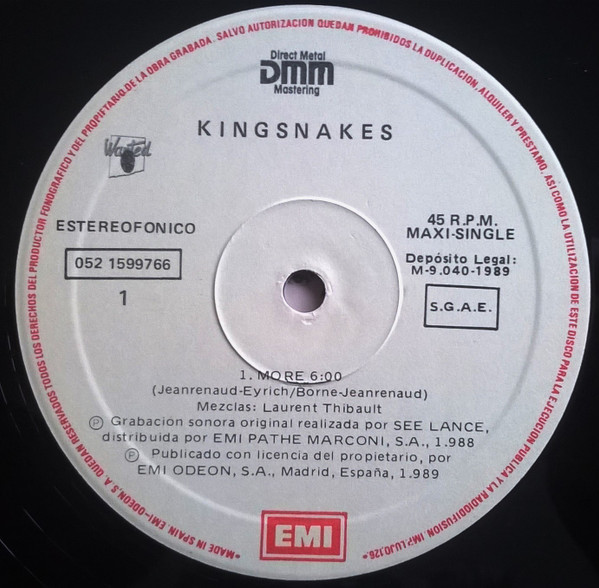 Direct Metal
DMM
Mastering
KINGSNAKES
Wanted
ESTEREOFONICO
052 1599766
1
45 R.P.M.
MAXI-SINGLE
Depósito Legal:
M-9.040-1989
S.G.A.E.
1. MORE 6:00
(Jeanrenaud-Eyrich/Borne-Jeanrenaud)
Mezclas: Laurent Thibault
Ⓟ Grabacion sonora original realizada por SEE LANCE,
distribuida por EMI PATHE MARCONI, S.A., 1.988
Ⓟ Publicado con licencia del propietario, por
EMI ODEON, S.A., Madrid, España, 1.989
EMI
*MADE IN SPAIN. EMI-ODEON, S.A. QUEDAN RESERVADOS TODOS LOS DERECHOS DEL PRODUCTOR FONOGRAFICO Y DEL PROPIETARIO DE LA OBRA GRABADA. SALVO AUTORIZACION QUEDAN PROHIBIDOS LA DUPLICACION, ALQUILER Y PRESTAMO, ASI COMO LA UTILIZACION DE ESTE DISCO PARA LA EJECUCION PUBLICA Y LA RADIODIFUSION. IMP. LUJO.126*